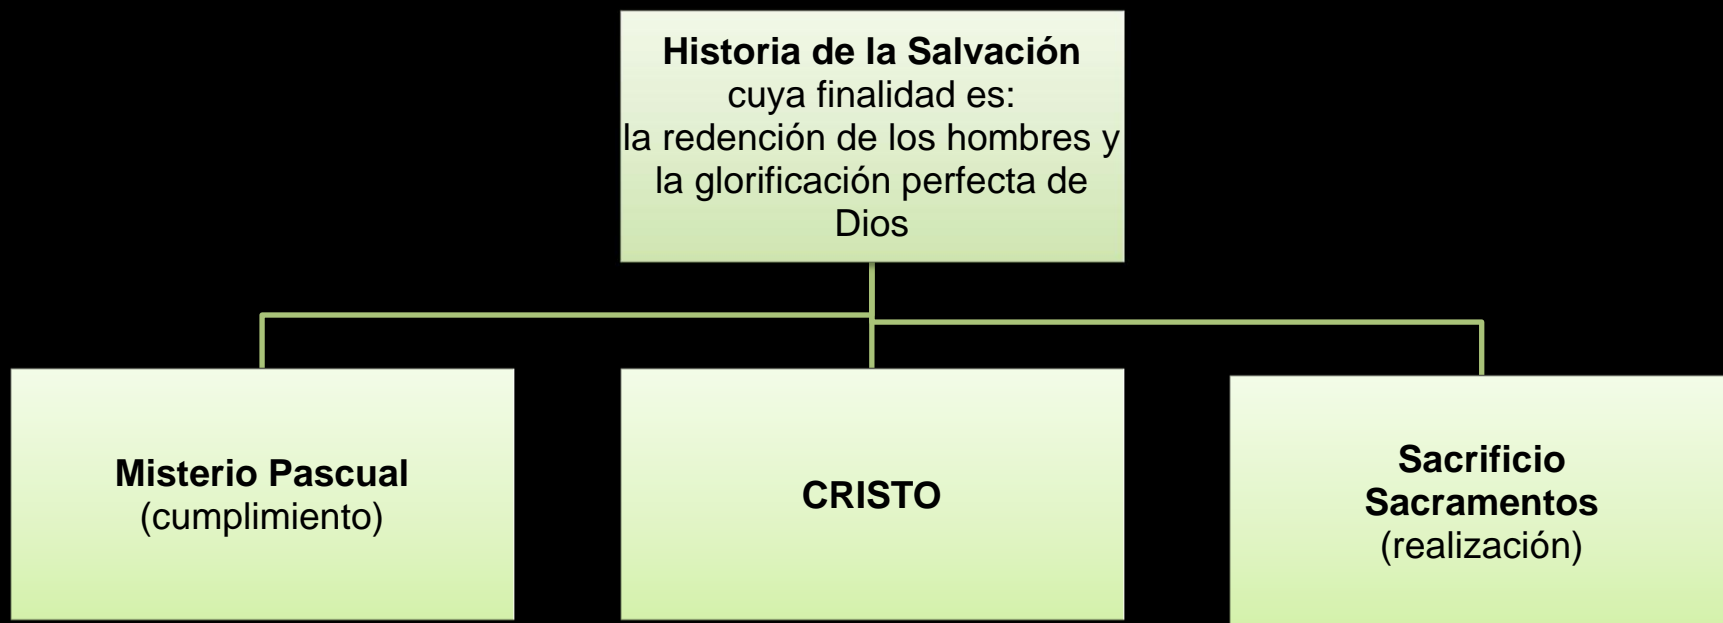 Historia de la Salvación
cuya finalidad es:
la redención de los hombres y
la glorificación perfecta de
Dios
Misterio Pascual
(cumplimiento)
CRISTO
Sacrificio
Sacramentos
(realización)